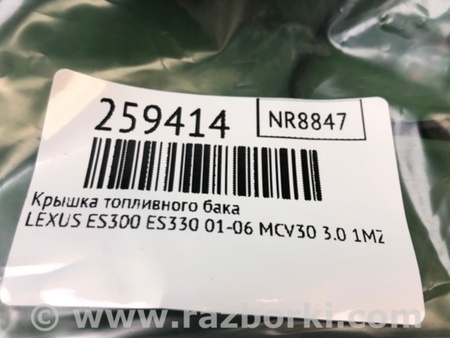 259414
NR8847
Крышка топливного бака
LEXUS ES300 ES330 01-06 MCV30 3.0 1MZ
© www.razborki.com